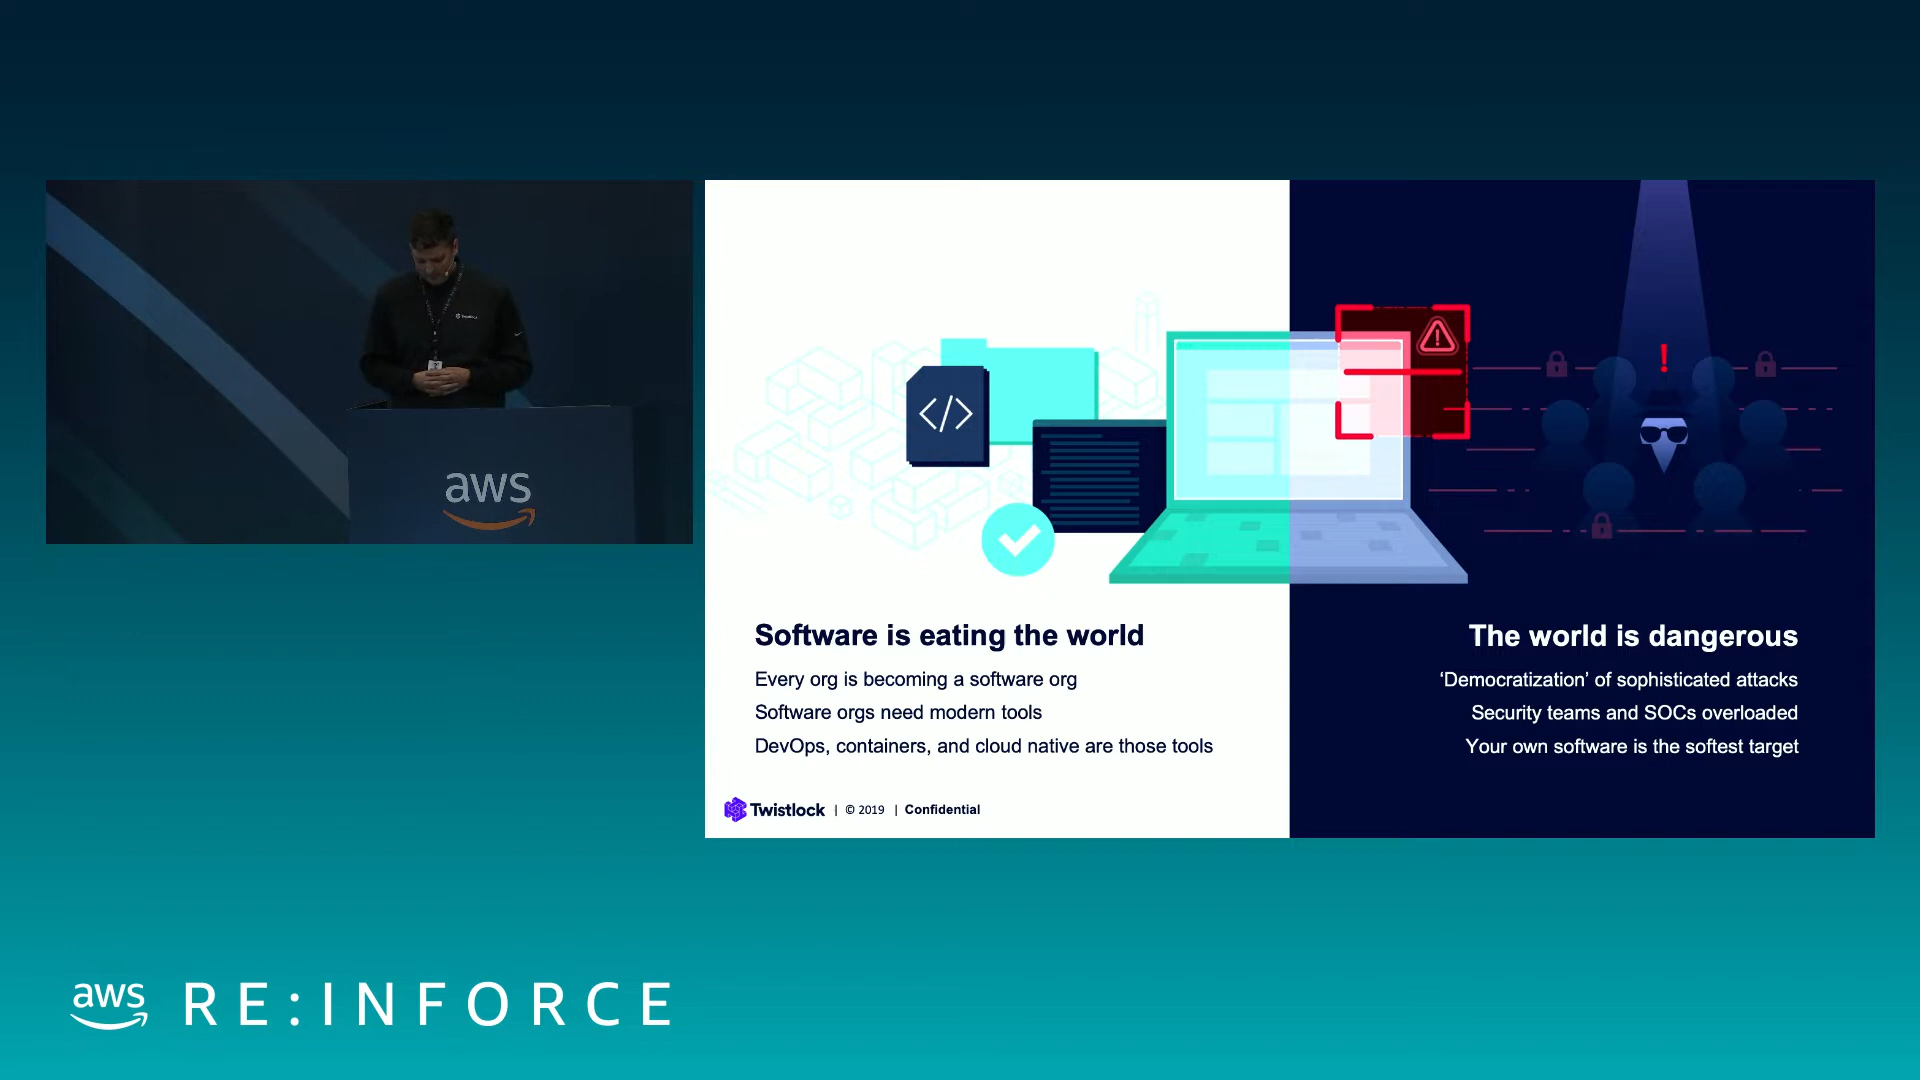 aws
Software is eating the world
Every org is becoming a software org
Software orgs need modern tools
DevOps, containers, and cloud native are those tools
Twistlock | © 2019 | Confidential
The world is dangerous
‘Democratization’ of sophisticated attacks
Security teams and SOCs overloaded
Your own software is the softest target
</>
!
!
aws RE:INFORCE